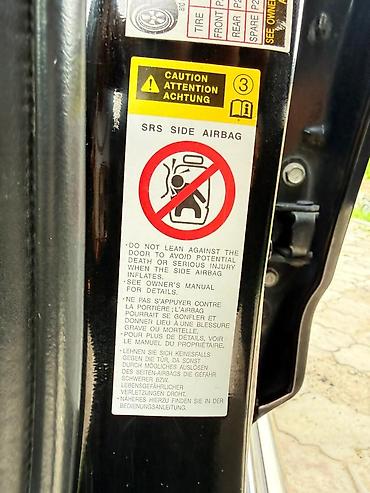 TIRE
FRONT
REAR
SPARE
SEE OWNER
CAUTION
ATTENTION
ACHTUNG
3
SRS SIDE AIRBAG
·DO NOT LEAN AGAINST THE
DOOR TO AVOID POTENTIAL
DEATH OR SERIOUS INJURY
WHEN THE SIDE AIRBAG
INFLATES.
·SEE OWNER'S MANUAL
FOR DETAILS.
·NE PAS S'APPUYER CONTRE
LA PORTIÈRE; L'AIRBAG
POURRAIT SE GONFLER ET
DONNER LIEU À UNE BLESSURE
GRAVE OU MORTELLE.
·POUR PLUS DE DÉTAILS, VOIR
LE MANUEL DU PROPRIÉTAIRE.
·LEHNEN SIE SICH KEINESFALLS
GEGEN DIE TÜR, DA SONST
DURCH MÖGLICHES AUSLÖSEN
DES SEITEN-AIRBAGS DIE GEFAHR
SCHWERER BZW.
LEBENSGEFÄHRLICHER
VERLETZUNGEN DROHT.
·NÄHERES HIERZU FINDEN SIE IN DER
BEDIENUNGSANLEITUNG.